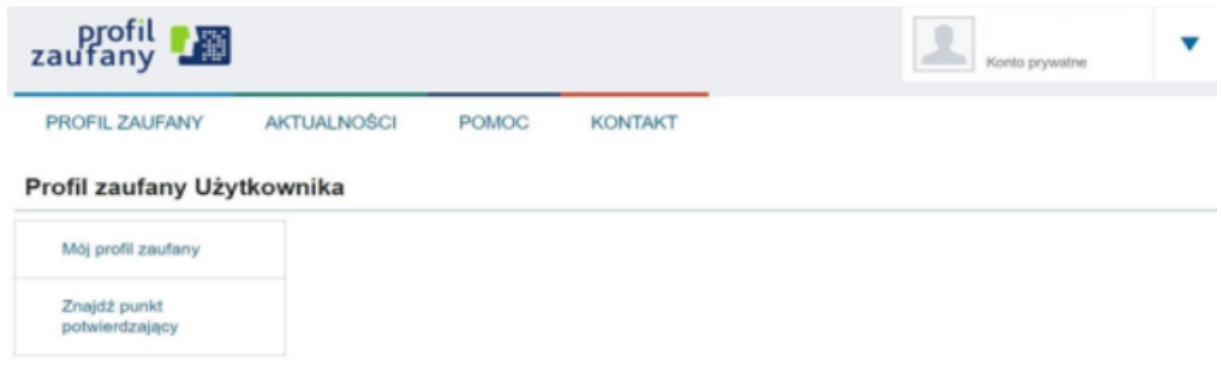 profil
zaufany
Konto prywatne
PROFIL ZAUFANY AKTUALNOŚCI POMOC KONTAKT
Profil zaufany Użytkownika
Mój profil zaufany
Znajdź punkt
potwierdzający